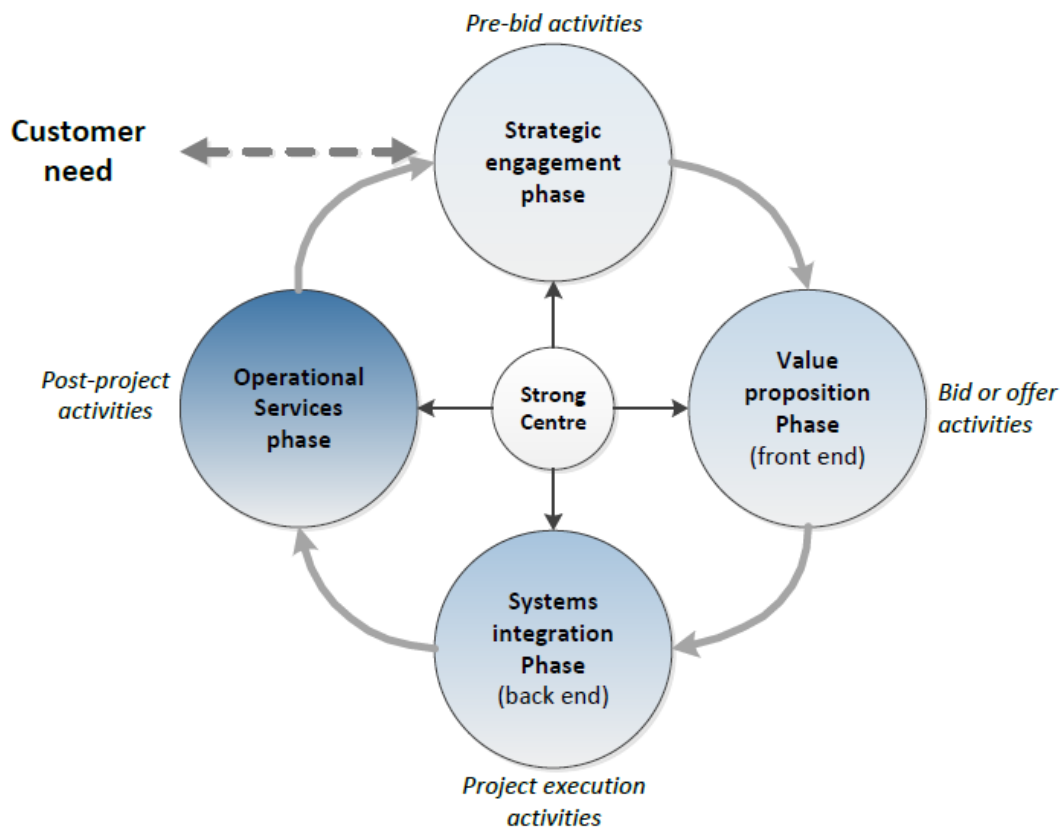 Pre-bid activities
Customer
need
Strategic
engagement
phase
Post-project
activities
Operational
Services
phase
Strong
Centre
Value
proposition
Phase
(front end)
Bid or offer
activities
Systems
integration
Phase
(back end)
Project execution
activities